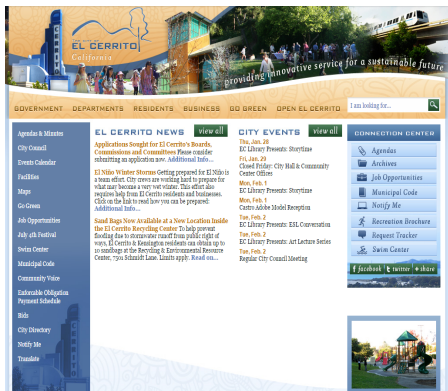 THE CITY OF
EL CERRITO
California
providing innovative service for a sustainable future
GOVERNMENT DEPARTMENTS RESIDENTS BUSINESS GO GREEN OPEN EL CERRITO I am looking for...
Agendas & Minutes
City Council
Events Calendar
Facilities
Maps
Go Green
Job Opportunities
July 4th Festival
Swim Center
Municipal Code
Community Voice
Enforceable Obligation
Payment Schedule
Bids
City Directory
Notify Me
Translate
EL CERRITO NEWS view all
Applications Sought for El Cerrito's Boards,
Commissions and Committees Please consider
submitting an application now. Additional Info...
El Niño Winter Storms Getting prepared for El Niño is
a team effort. City crews are working hard to prepare for
what may become a very wet winter. This effort also
requires help from El Cerrito residents and businesses.
Click on the link to read how you can be prepared:
Additional Info...
Sand Bags Now Available at a New Location Inside
the El Cerrito Recycling Center To help prevent
flooding due to stormwater runoff from public right of
ways, El Cerrito & Kensington residents can obtain up to
10 sandbags at the Recycling & Environmental Resource
Center, 7501 Schmidt Lane. Limits apply. Read on...
CITY EVENTS view all
Thu, Jan. 28
EC Library Presents: Storytime
Fri, Jan. 29
Closed Friday: City Hall & Community
Center Offices
Mon, Feb. 1
EC Library Presents: Storytime
Mon, Feb. 1
Castro Adobe Model Reception
Tue, Feb. 2
EC Library Presents: ESL Conversation
Tue, Feb. 2
EC Library Presents: Art Lecture Series
Tue, Feb. 2
Regular City Council Meeting
CONNECTION CENTER
Agendas
Archives
Job Opportunities
Municipal Code
Notify Me
Recreation Brochure
Request Tracker
Swim Center
facebook twitter share